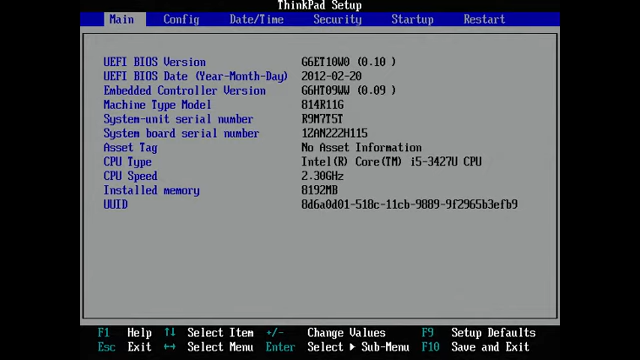 ThinkPad Setup
Main Config Date/Time Security Startup Restart
UEFI BIOS Version G6ET10W0 (0.10 )
UEFI BIOS Date (Year-Month-Day) 2012-02-20
Embedded Controller Version G6HT09WW (0.09 )
Machine Type Model 814R11G
System-unit serial number R9M7T5T
System board serial number 1ZAN222H115
Asset Tag No Asset Information
CPU Type Intel(R) Core(TM) i5-3427U CPU
CPU Speed 2.30GHz
Installed memory 8192MB
UUID 8d6a0d01-518c-11cb-9889-9f2965b3efb9
F1 Help ↑↓ Select Item +/- Change Values F9 Setup Defaults
Esc Exit ↔ Select Menu Enter Select ▶ Sub-Menu F10 Save and Exit